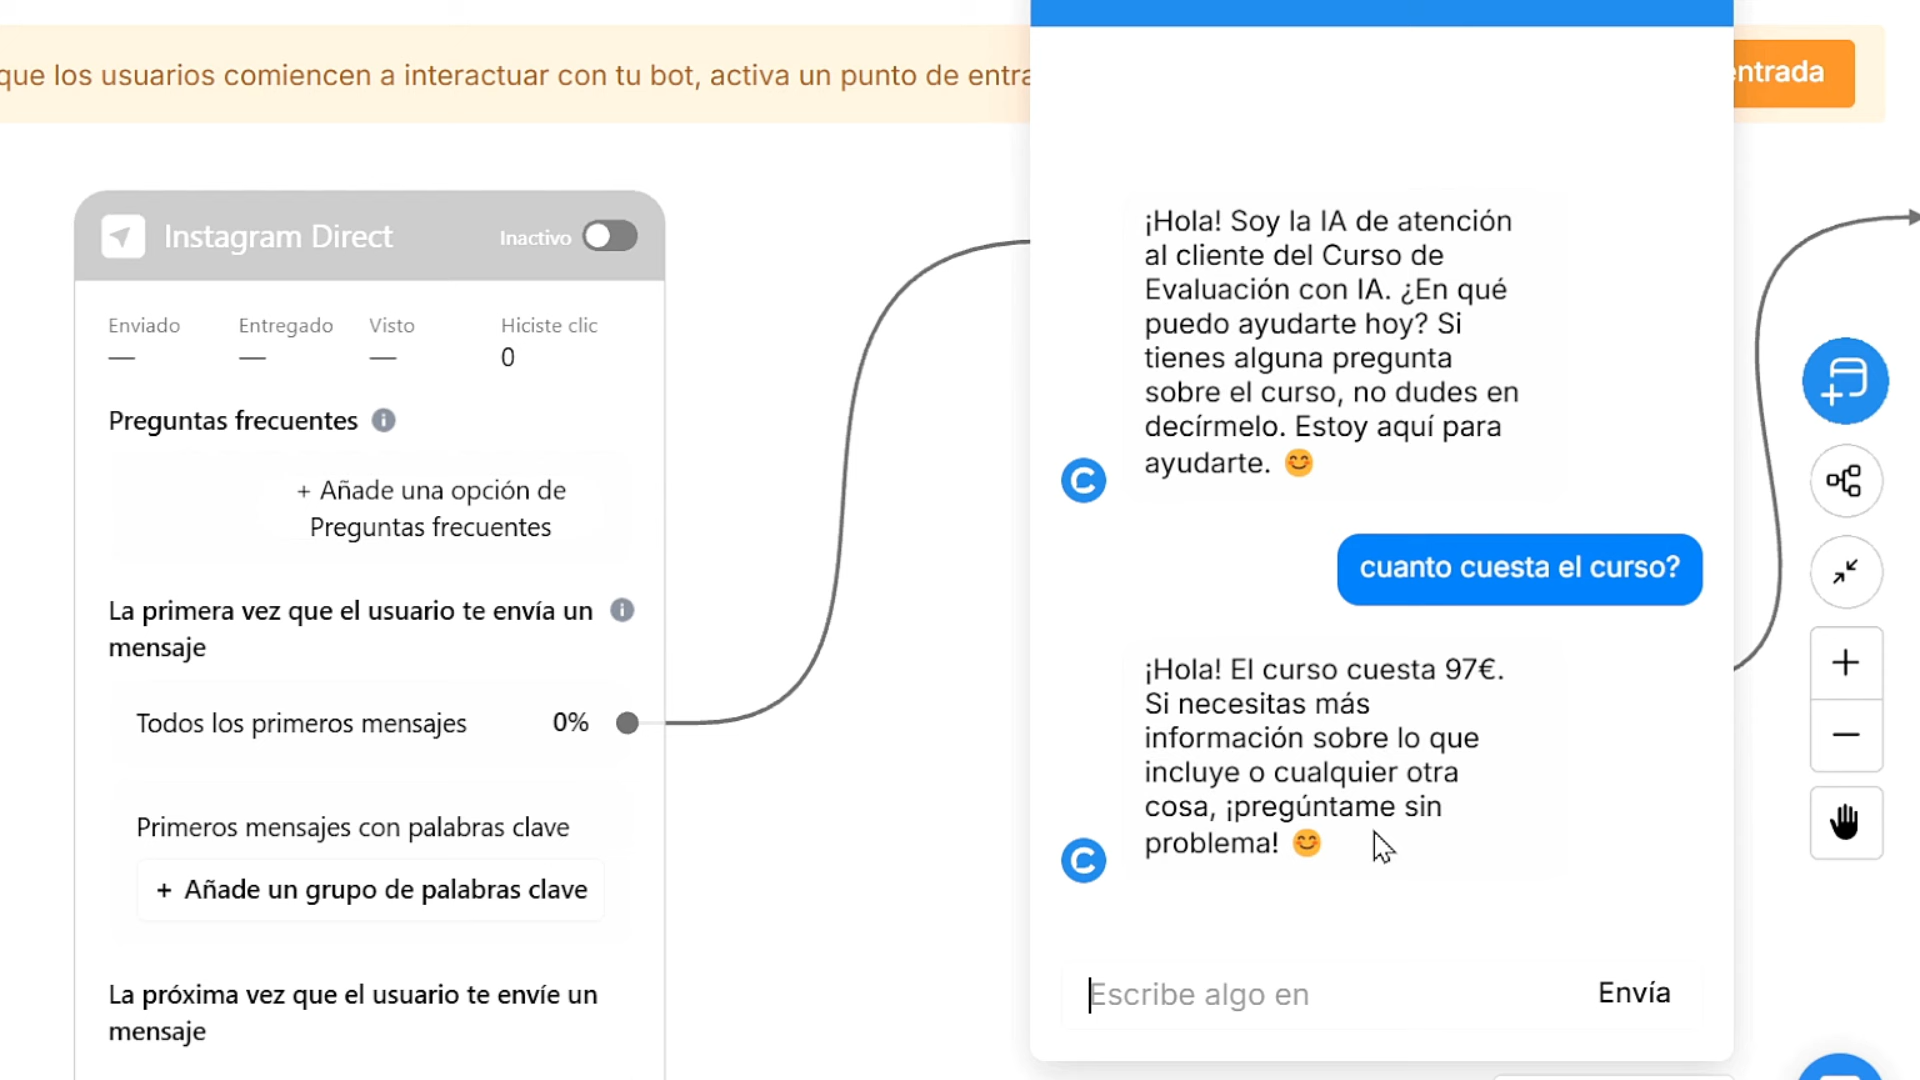 que los usuarios comiencen a interactuar con tu bot, activa un punto de entra
entrada
Instagram Direct
Inactivo
Enviado Entregado Visto Hiciste clic
— — — 0
Preguntas frecuentes
+ Añade una opción de
Preguntas frecuentes
La primera vez que el usuario te envía un
mensaje
Todos los primeros mensajes 0%
Primeros mensajes con palabras clave
+ Añade un grupo de palabras clave
La próxima vez que el usuario te envíe un
mensaje
¡Hola! Soy la IA de atención
al cliente del Curso de
Evaluación con IA. ¿En qué
puedo ayudarte hoy? Si
tienes alguna pregunta
sobre el curso, no dudes en
decírmelo. Estoy aquí para
ayudarte. 😊
cuanto cuesta el curso?
¡Hola! El curso cuesta 97€.
Si necesitas más
información sobre lo que
incluye o cualquier otra
cosa, ¡pregúntame sin
problema! 😊
Escribe algo en
Envía